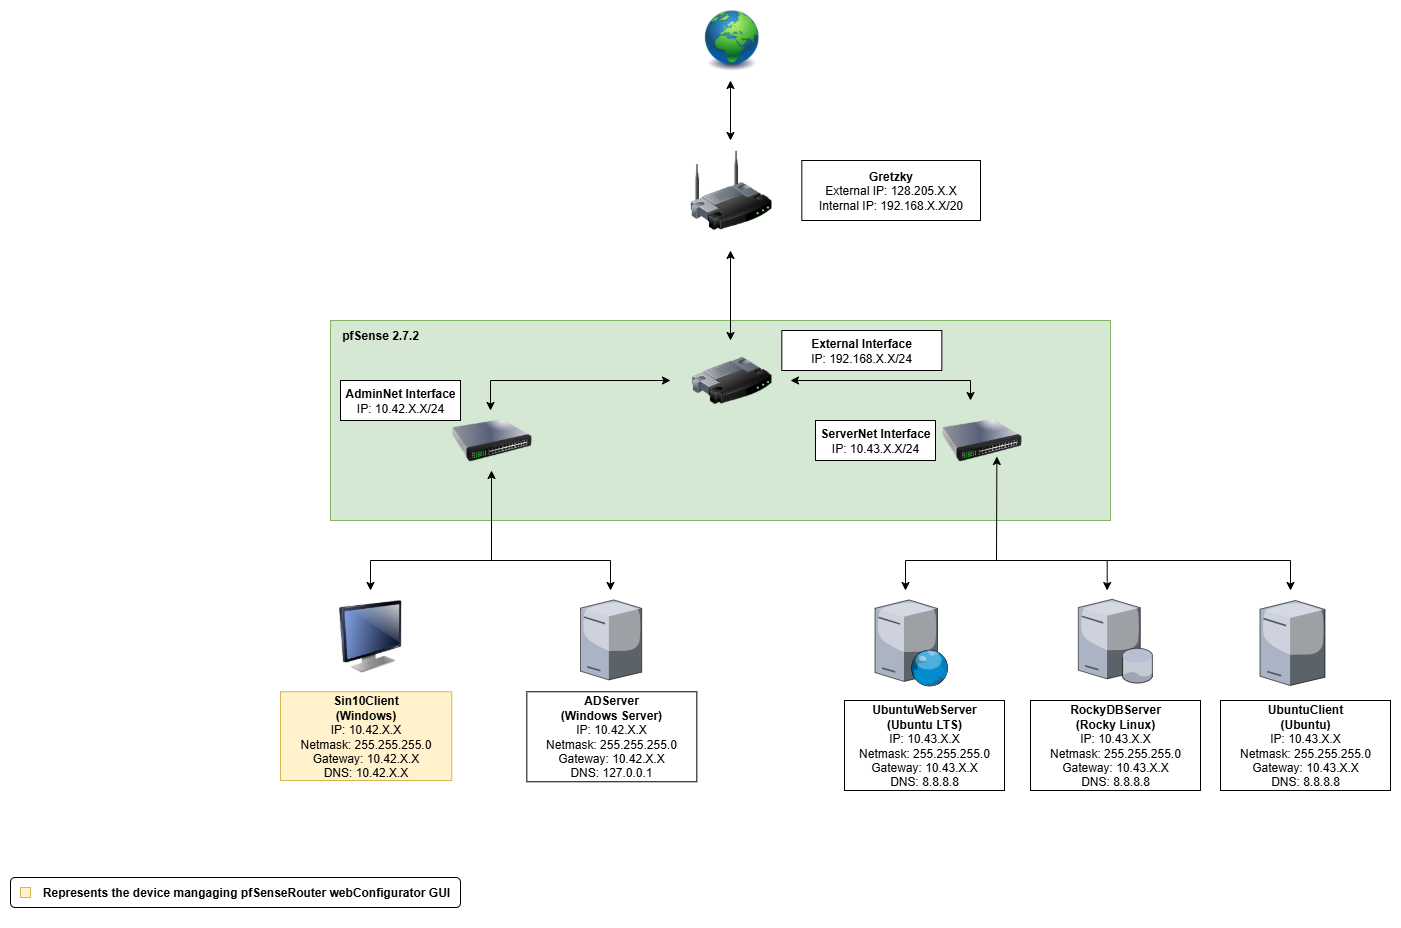 Gretzky
External IP: 128.205.X.X
Internal IP: 192.168.X.X/20
pfSense 2.7.2
External Interface
IP: 192.168.X.X/24
AdminNet Interface
IP: 10.42.X.X/24
ServerNet Interface
IP: 10.43.X.X/24
Sin10Client
(Windows)
IP: 10.42.X.X
Netmask: 255.255.255.0
Gateway: 10.42.X.X
DNS: 10.42.X.X
ADServer
(Windows Server)
IP: 10.42.X.X
Netmask: 255.255.255.0
Gateway: 10.42.X.X
DNS: 127.0.0.1
UbuntuWebServer
(Ubuntu LTS)
IP: 10.43.X.X
Netmask: 255.255.255.0
Gateway: 10.43.X.X
DNS: 8.8.8.8
RockyDBServer
(Rocky Linux)
IP: 10.43.X.X
Netmask: 255.255.255.0
Gateway: 10.43.X.X
DNS: 8.8.8.8
UbuntuClient
(Ubuntu)
IP: 10.43.X.X
Netmask: 255.255.255.0
Gateway: 10.43.X.X
DNS: 8.8.8.8
Represents the device mangaging pfSenseRouter webConfigurator GUI